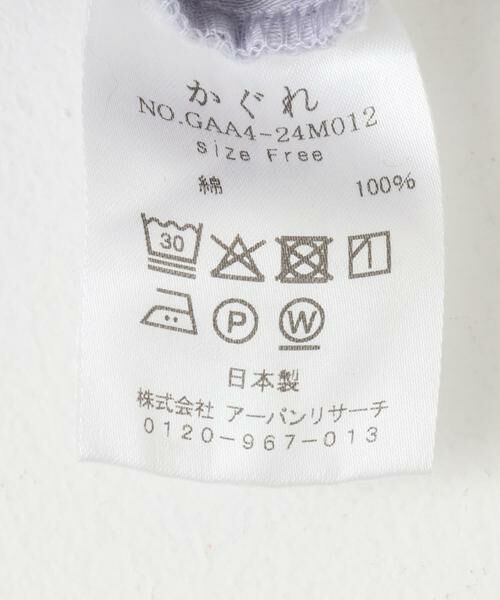 かぐれ
NO.GAA4-24M012
size Free
綿 100%
30
P W
日本製
株式会社 アーバンリサーチ
0120-967-013